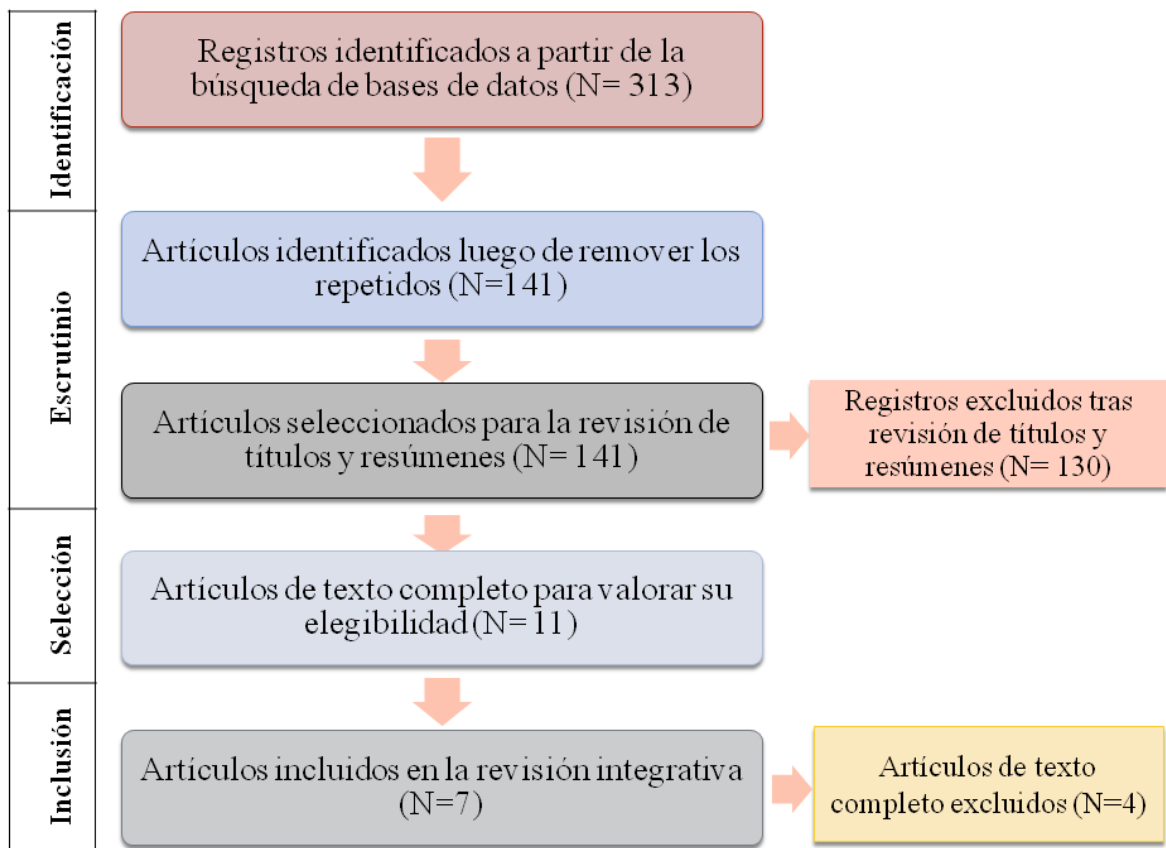 Identificación
Registros identificados a partir de la
búsqueda de bases de datos (N= 313)
Escrutinio
Artículos identificados luego de remover los
repetidos (N=141)
Artículos seleccionados para la revisión de
títulos y resúmenes (N= 141)
Registros excluidos tras
revisión de títulos y
resúmenes (N= 130)
Selección
Artículos de texto completo para valorar su
elegibilidad (N= 11)
Inclusión
Artículos incluidos en la revisión integrativa
(N=7)
Artículos de texto
completo excluidos (N=4)